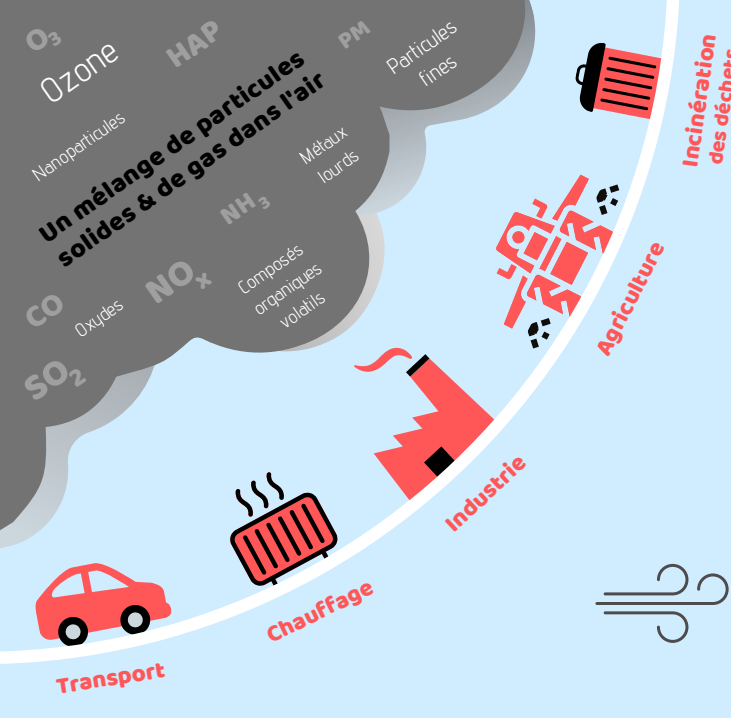 O₃
Ozone
HAP
PM
Particules
fines
Nanoparticules
Un mélange de particules
solides & de gas dans l'air
Métaux
lourds
NH₃
CO
Oxydes
NOₓ
Composés
organiques
volatils
SO₂
Incinération
des déchets
Agriculture
Industrie
Chauffage
Transport